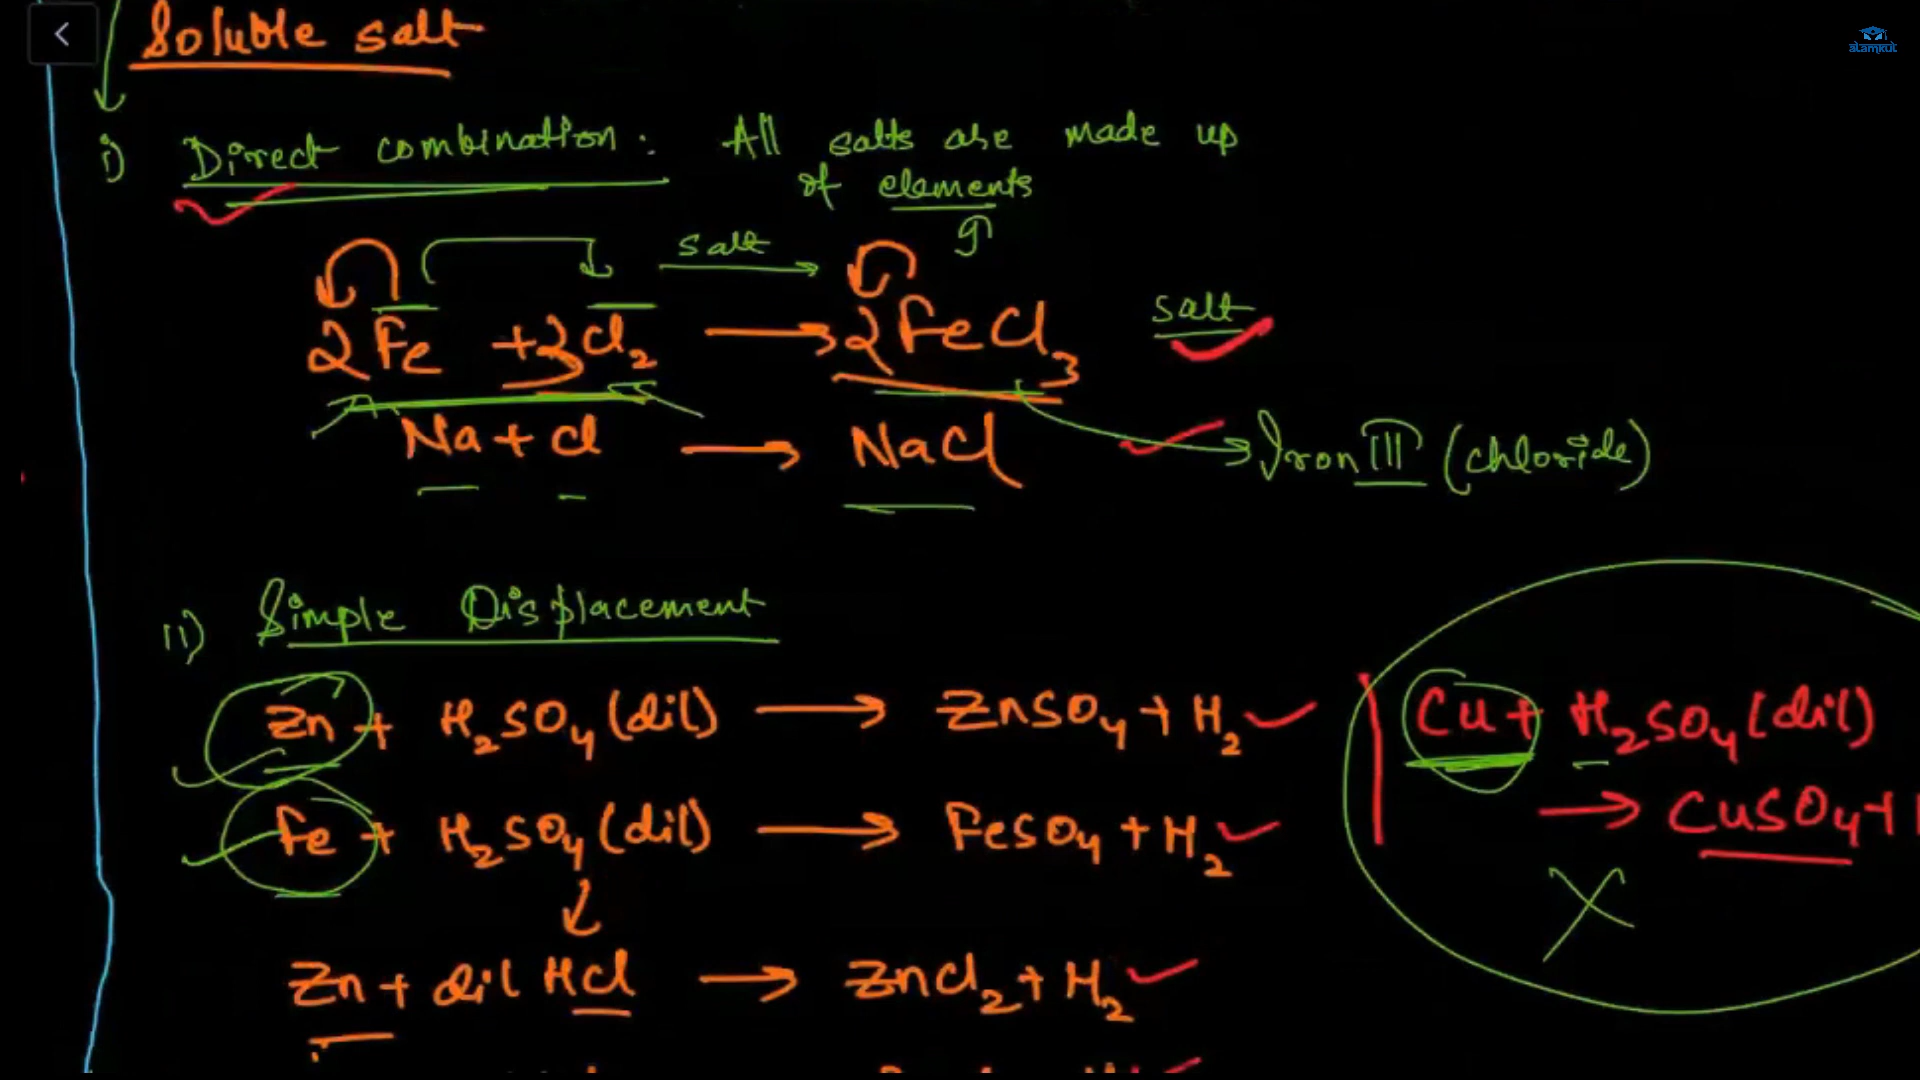 Soluble salt
alamkut
i) Direct combination : All salts are made up
of elements
salt
2Fe + 3Cl₂ → 2FeCl₃ salt
Na + Cl → NaCl Iron III (chloride)
ii) Simple Displacement
Zn + H₂SO₄ (dil) → ZnSO₄ + H₂
Cu + H₂SO₄ (dil)
→ CuSO₄ +
Fe + H₂SO₄ (dil) → FeSO₄ + H₂
Zn + dil HCl → ZnCl₂ + H₂